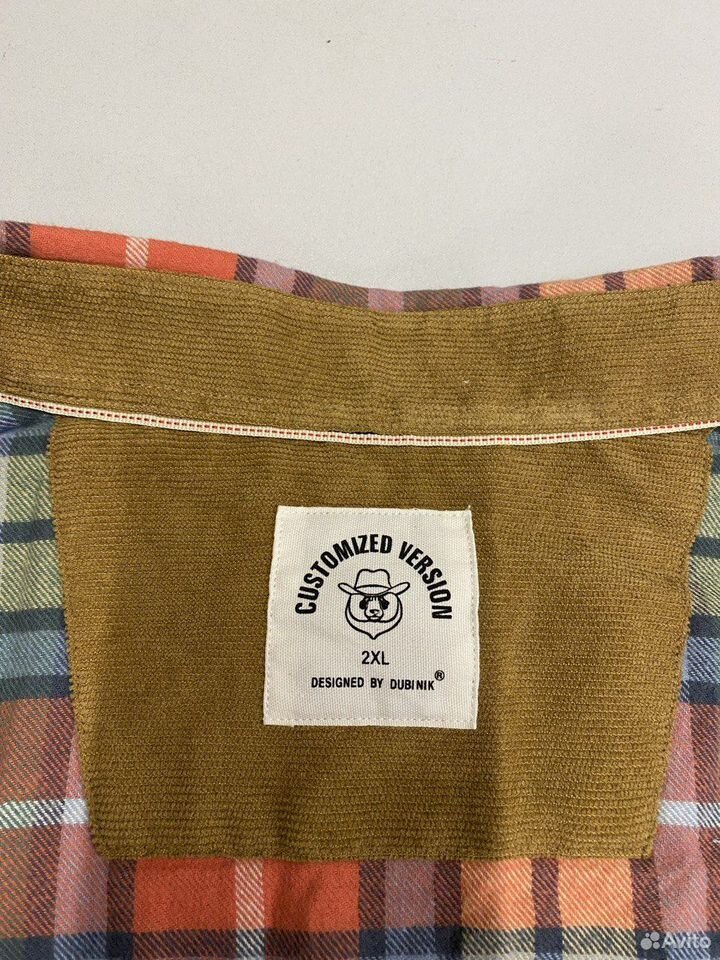 CUSTOMIZED VERSION
2XL
DESIGNED BY DUBINIK®
Avito